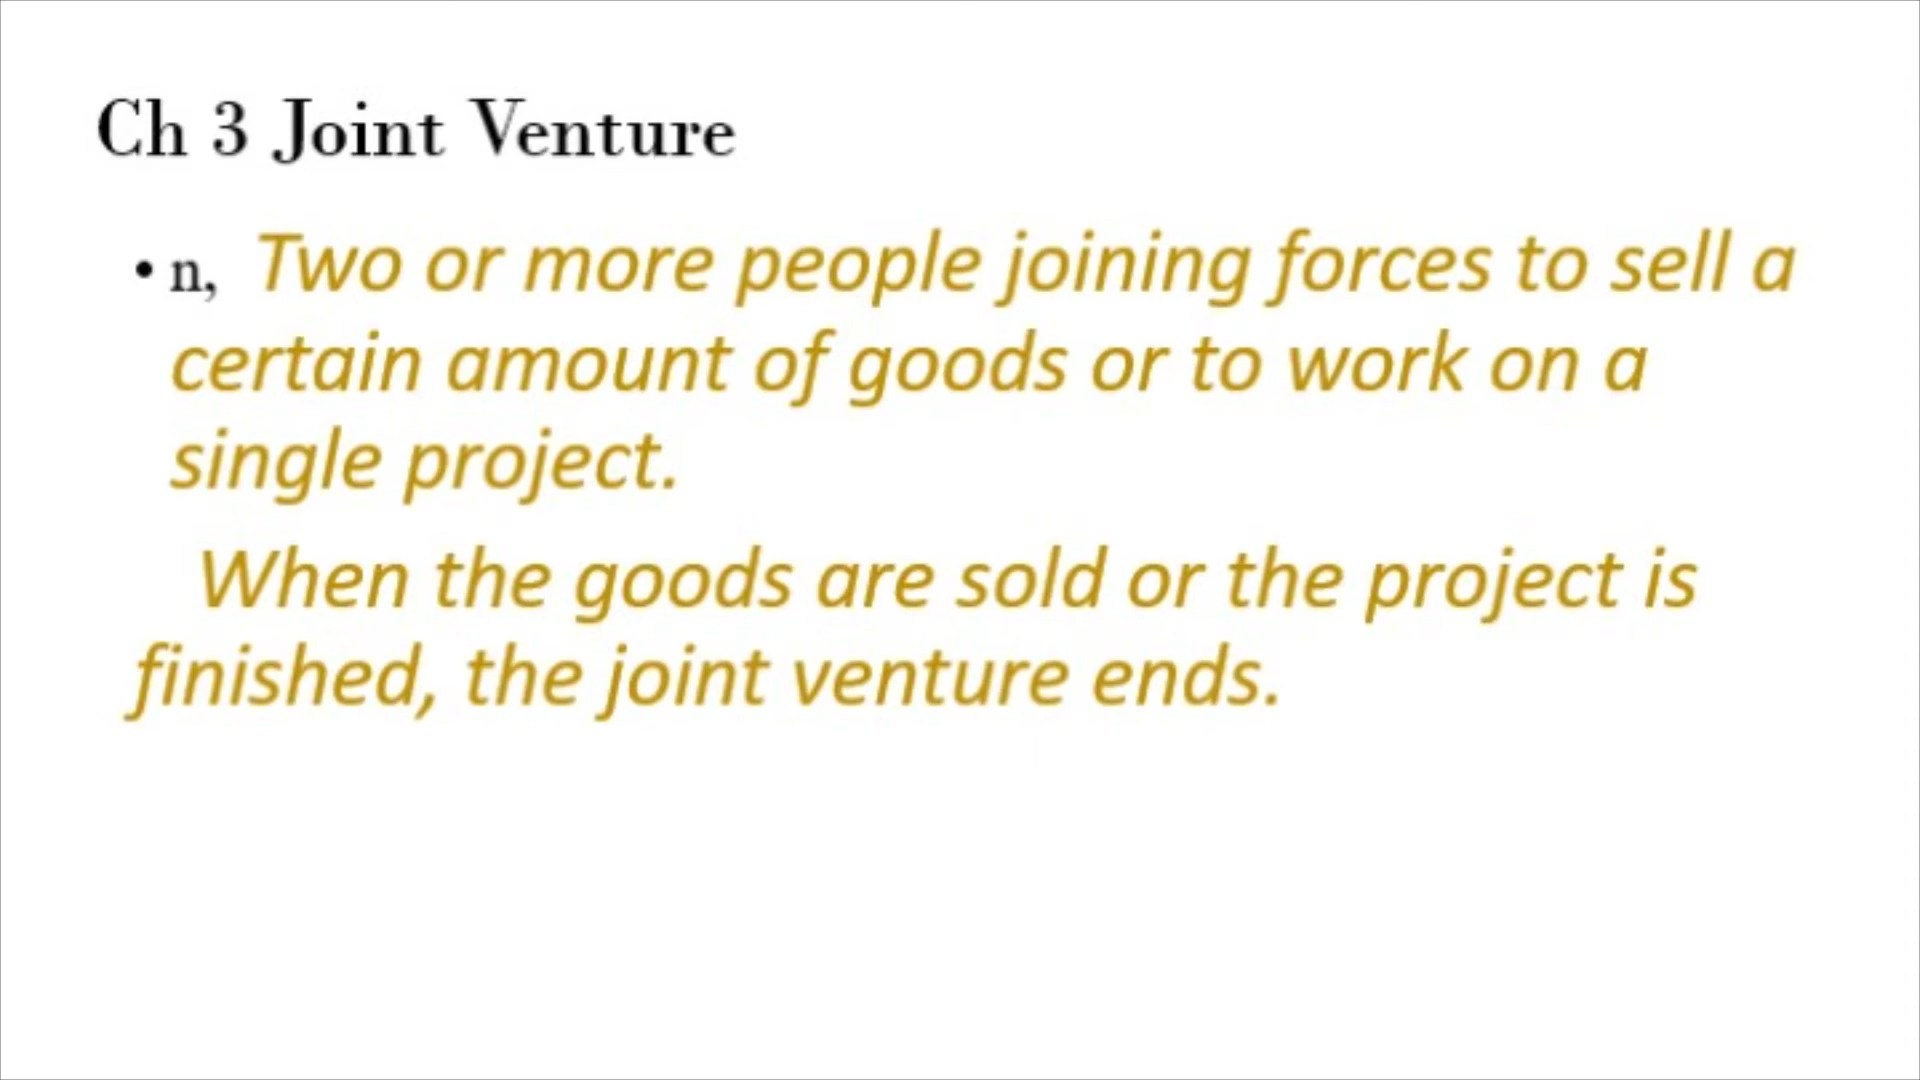 Ch 3 Joint Venture
• n, Two or more people joining forces to sell a
certain amount of goods or to work on a
single project.
When the goods are sold or the project is
finished, the joint venture ends.